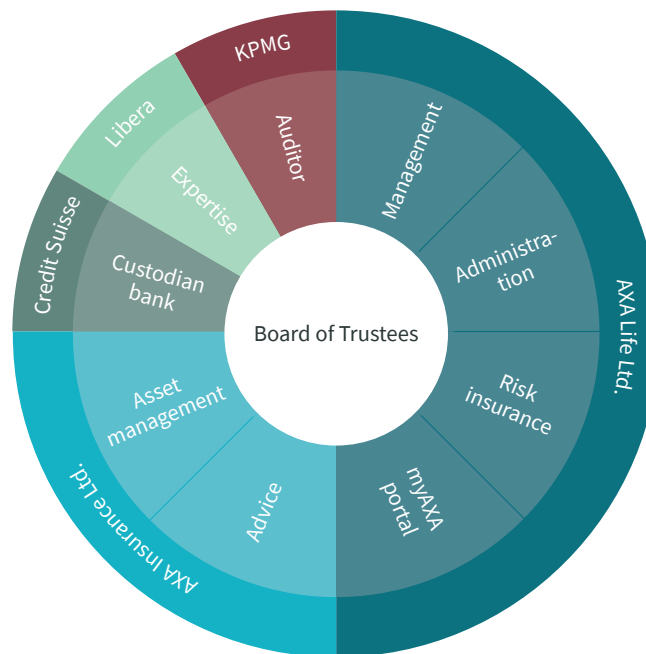 KPMG
Libera
Credit Suisse
Auditor
Expertise
Custodian
bank
Management
Administra-
tion
AXA Life Ltd.
Board of Trustees
Risk
insurance
Asset
management
myAXA
portal
Advice
AXA Insurance Ltd.